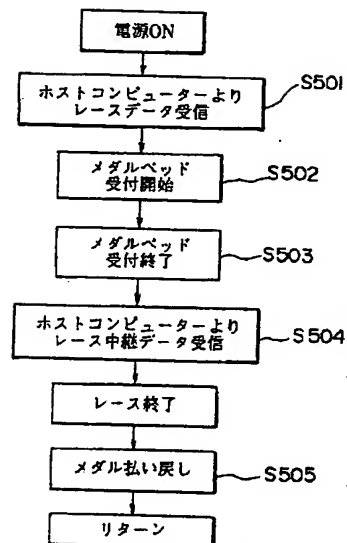 電源ON
ホストコンピューターより
レースデータ受信
S501
メダルベッド
受付開始
S502
メダルベッド
受付終了
S503
ホストコンピューターより
レース中継データ受信
S504
レース終了
メダル払い戻し
S505
リターン